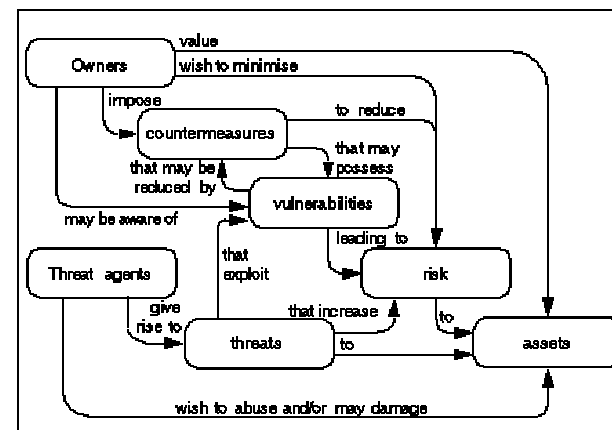 value
Owners
wish to minimise
impose
to reduce
countermeasures
that may be
reduced by
that may
possess
vulnerabilities
may be aware of
leading to
that
exploit
Threat agents
risk
give
rise to
that increase
to
threats
to
assets
wish to abuse and/or may damage